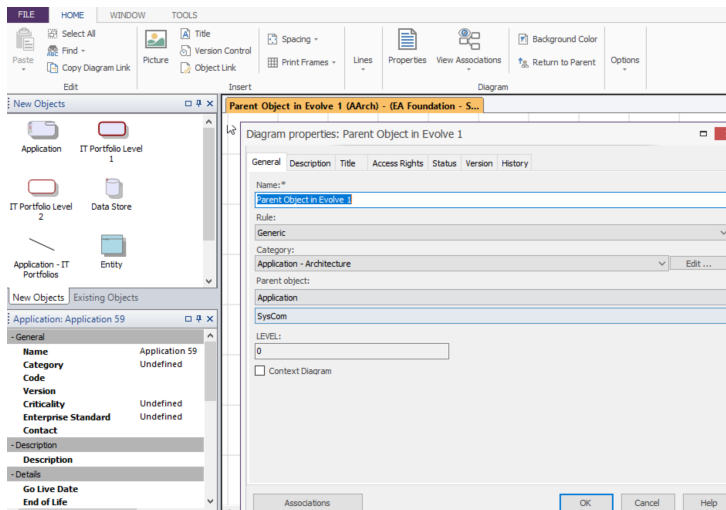 FILE HOME WINDOW TOOLS
Paste
Select All
Find
Copy Diagram Link
Edit
Picture
Title
Version Control
Object Link
Insert
Spacing
Print Frames
Lines
Properties
View Associations
Background Color
Return to Parent
Diagram
Options
New Objects
Application
IT Portfolio Level 1
IT Portfolio Level 2
Data Store
Application - IT Portfolios
Entity
New Objects Existing Objects
Application: Application 59
- General
Name Application 59
Category Undefined
Code
Version
Criticality Undefined
Enterprise Standard Undefined
Contact
- Description
Description
- Details
Go Live Date
End of Life
Parent Object in Evolve 1 (AArch) - (EA Foundation - S...
Diagram properties: Parent Object in Evolve 1
General Description Title Access Rights Status Version History
Name:*
Parent Object in Evolve 1
Rule:
Generic
Category:
Application - Architecture Edit ...
Parent object:
Application
SysCom
LEVEL:
0
Context Diagram
Associations OK Cancel Help